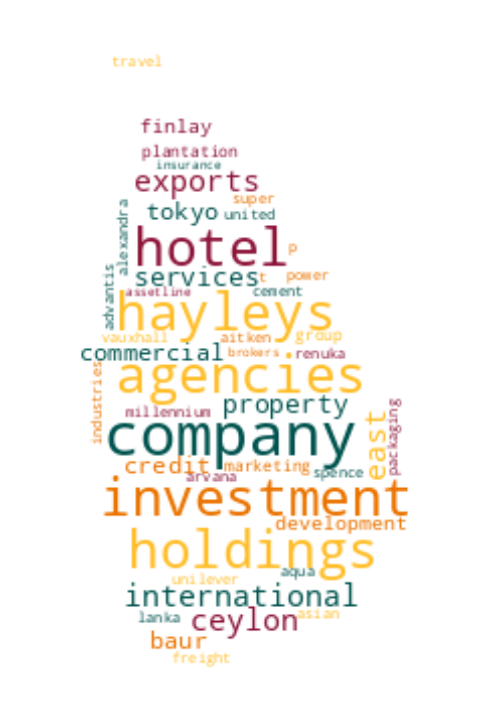 travel
finlay
plantation
insurance
exports
super
tokyo
united
alexandra
hotel
p
services
t
power
advantis
assetline
cement
hayleys
vauxhall
aitken
group
commercial
brokers
renuka
industries
agencies
property
millennium
packaging
company
east
credit
marketing
spence
arvana
investment
development
holdings
aqua
unilever
international
lanka
ceylon
asian
baur
freight